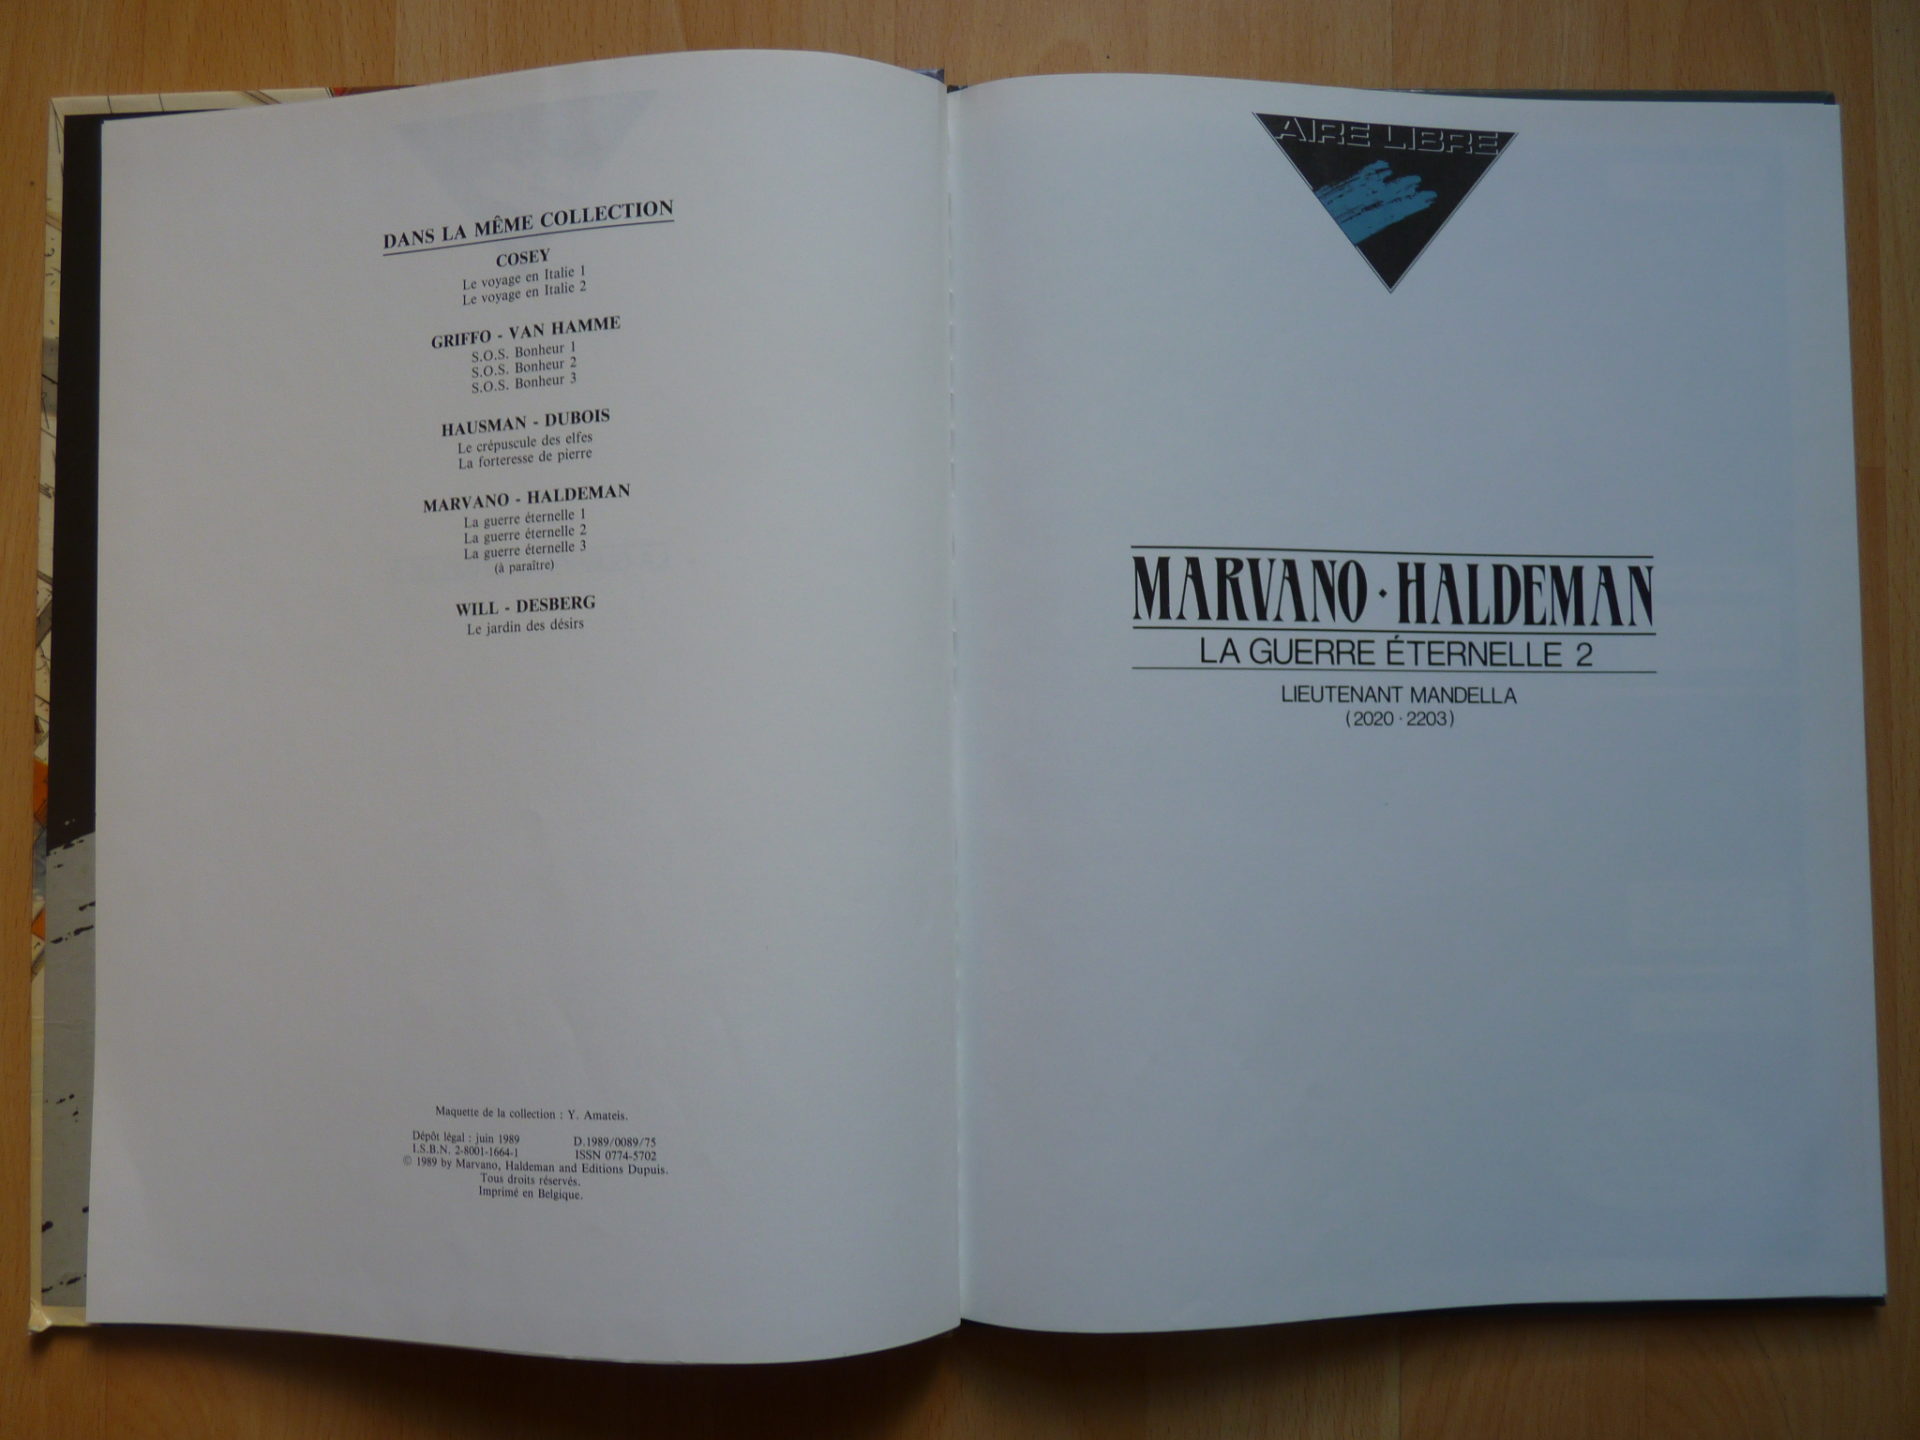 DANS LA MÊME COLLECTION
COSEY
Le voyage en Italie 1
Le voyage en Italie 2
GRIFFO - VAN HAMME
S.O.S. Bonheur 1
S.O.S. Bonheur 2
S.O.S. Bonheur 3
HAUSMAN - DUBOIS
Le crépuscule des elfes
La forteresse de pierre
MARVANO - HALDEMAN
La guerre éternelle 1
La guerre éternelle 2
La guerre éternelle 3
(à paraître)
WILL - DESBERG
Le jardin des désirs
Maquette de la collection : Y. Amateis.
Dépôt légal : juin 1989 D.1989/0089/75
I.S.B.N. 2-8001-1664-1 ISSN 0774-5702
© 1989 by Marvano, Haldeman and Editions Dupuis.
Tous droits réservés.
Imprimé en Belgique.
AIRE LIBRE
MARVANO · HALDEMAN
LA GUERRE ÉTERNELLE 2
LIEUTENANT MANDELLA
(2020 · 2203)